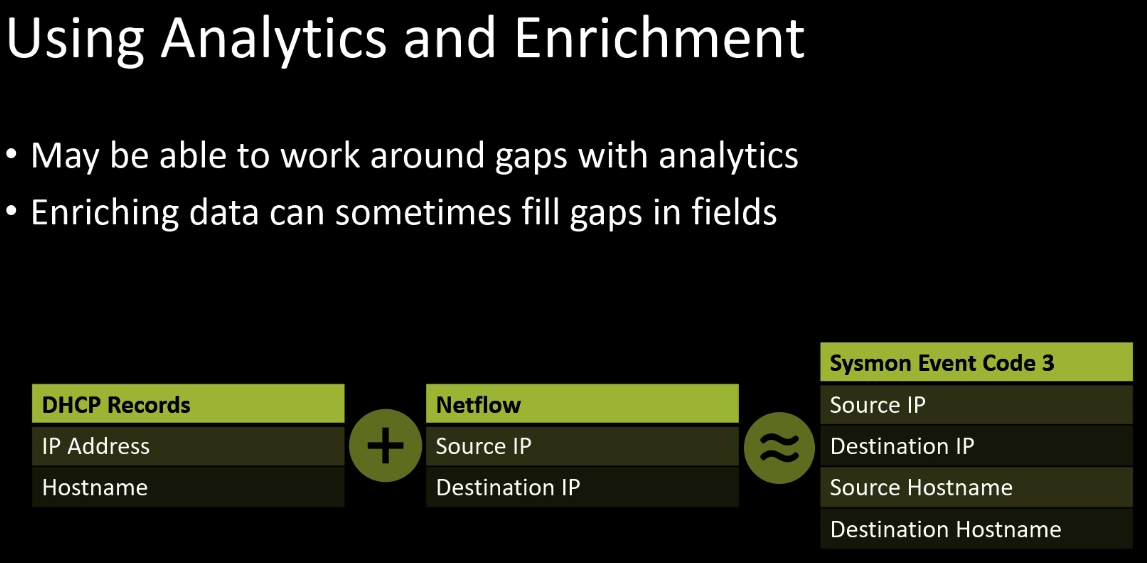 Using Analytics and Enrichment
• May be able to work around gaps with analytics
• Enriching data can sometimes fill gaps in fields
DHCP Records
IP Address
Hostname
+
Netflow
Source IP
Destination IP
≈
Sysmon Event Code 3
Source IP
Destination IP
Source Hostname
Destination Hostname